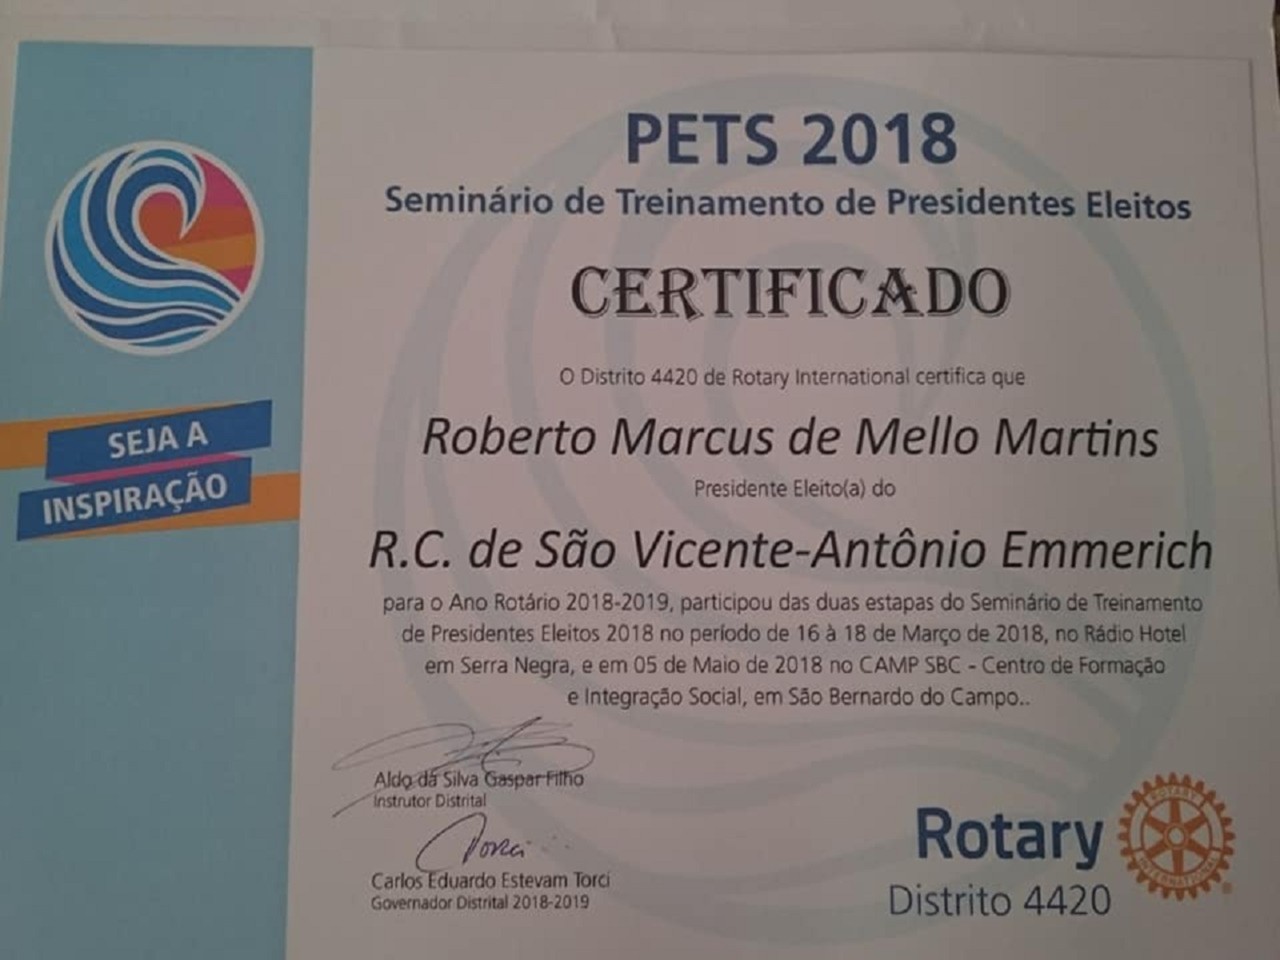 SEJA A
INSPIRAÇÃO
PETS 2018
Seminário de Treinamento de Presidentes Eleitos
CERTIFICADO
O Distrito 4420 de Rotary International certifica que
Roberto Marcus de Mello Martins
Presidente Eleito(a) do
R.C. de São Vicente-Antônio Emmerich
para o Ano Rotário 2018-2019, participou das duas estapas do Seminário de Treinamento
de Presidentes Eleitos 2018 no período de 16 à 18 de Março de 2018, no Rádio Hotel
em Serra Negra, e em 05 de Maio de 2018 no CAMP SBC - Centro de Formação
e Integração Social, em São Bernardo do Campo..
Aldo da Silva Gaspar Filho
Instrutor Distrital
Torci
Carlos Eduardo Estevam Torci
Governador Distrital 2018-2019
Rotary
Distrito 4420
ROTARY
INTERNATIONAL